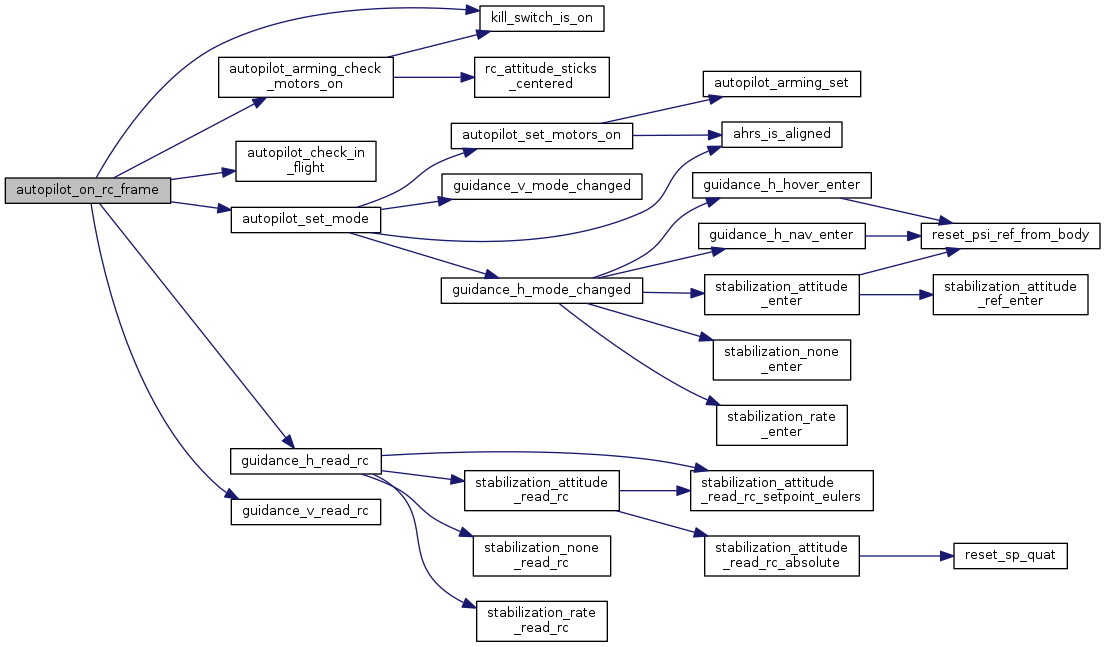 kill_switch_is_on
autopilot_arming_check
_motors_on
rc_attitude_sticks
_centered
autopilot_arming_set
autopilot_set_motors_on
ahrs_is_aligned
autopilot_check_in
_flight
autopilot_on_rc_frame
guidance_v_mode_changed
guidance_h_hover_enter
autopilot_set_mode
guidance_h_nav_enter
reset_psi_ref_from_body
guidance_h_mode_changed
stabilization_attitude
_enter
stabilization_attitude
_ref_enter
stabilization_none
_enter
stabilization_rate
_enter
guidance_h_read_rc
stabilization_attitude
_read_rc
stabilization_attitude
_read_rc_setpoint_eulers
guidance_v_read_rc
stabilization_none
_read_rc
stabilization_attitude
_read_rc_absolute
reset_sp_quat
stabilization_rate
_read_rc